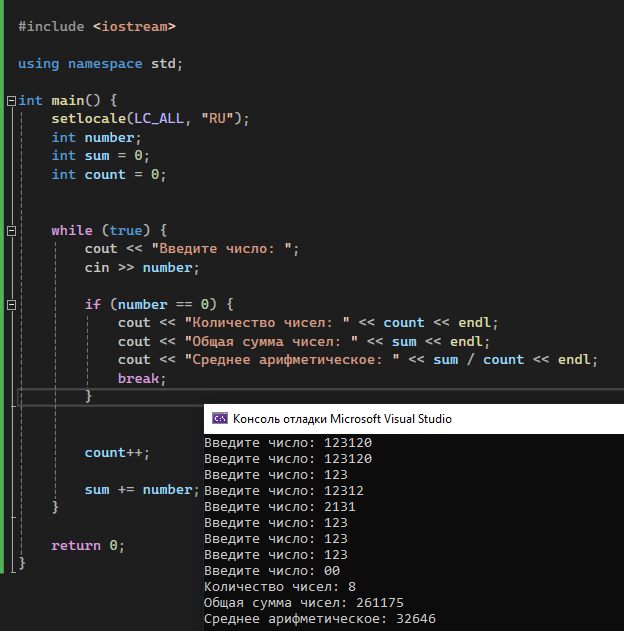 #include <iostream>
using namespace std;
int main() {
setlocale(LC_ALL, "RU");
int number;
int sum = 0;
int count = 0;
while (true) {
cout << "Введите число: ";
cin >> number;
if (number == 0) {
cout << "Количество чисел: " << count << endl;
cout << "Общая сумма чисел: " << sum << endl;
cout << "Среднее арифметическое: " << sum / count << endl;
break;
}
count++;
sum += number;
}
return 0;
}
Консоль отладки Microsoft Visual Studio
Введите число: 123120
Введите число: 123120
Введите число: 123
Введите число: 12312
Введите число: 2131
Введите число: 123
Введите число: 123
Введите число: 123
Введите число: 00
Количество чисел: 8
Общая сумма чисел: 261175
Среднее арифметическое: 32646